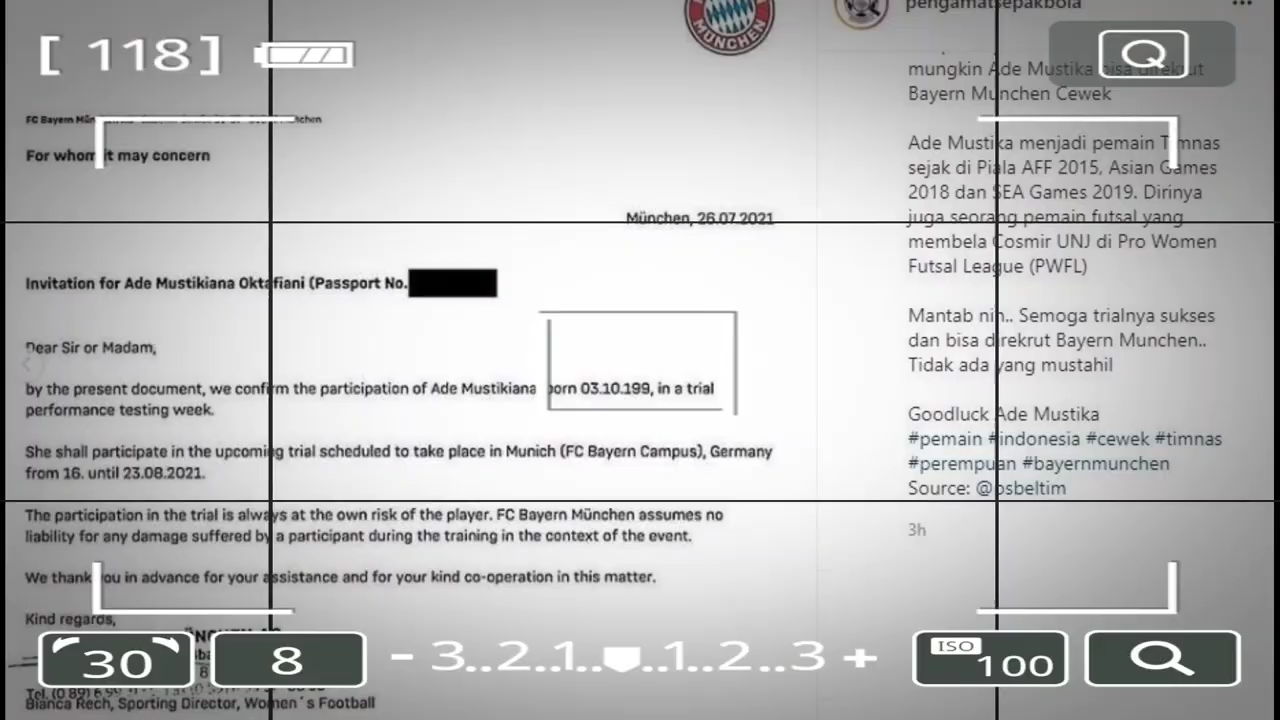 [ 118 ]
Q
MÜNCHEN
pengamatsepakbola
mungkin Ade Mustika bisa direkrut
Bayern Munchen Cewek
FC Bayern
For whom it may concern
Ade Mustika menjadi pemain Timnas
sejak di Piala AFF 2015, Asian Games
2018 dan SEA Games 2019. Dirinya
juga seorang pemain futsal yang
membela Cosmir UNJ di Pro Women
Futsal League (PWFL)
München, 26.07.2021
Invitation for Ade Mustikiana Oktafiani (Passport No.
Dear Sir or Madam,
by the present document, we confirm the participation of Ade Mustikiana born 03.10.199, in a trial
performance testing week.
She shall participate in the upcoming trial scheduled to take place in Munich (FC Bayern Campus), Germany
from 16. until 23.08.2021.
The participation in the trial is always at the own risk of the player. FC Bayern München assumes no
liability for any damage suffered by a participant during the training in the context of the event.
We thank you in advance for your assistance and for your kind co-operation in this matter.
Kind regards,
Bianca Rech, Sporting Director, Women´s Football
Mantab nih.. Semoga trialnya sukses
dan bisa direkrut Bayern Munchen..
Tidak ada yang mustahil
Goodluck Ade Mustika
#pemain #indonesia #cewek #timnas
#perempuan #bayernmunchen
Source: @psbeltim
3h
30
8
- 3..2..1.. ..1..2..3 +
ISO
100